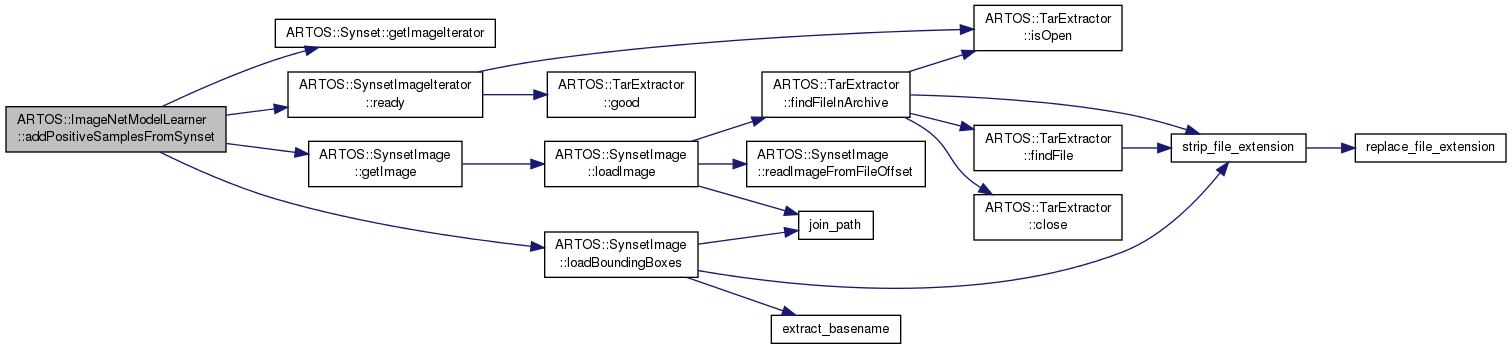 ARTOS::ImageNetModelLearner
::addPositiveSamplesFromSynset
ARTOS::Synset::getImageIterator
ARTOS::SynsetImageIterator
::ready
ARTOS::SynsetImage
::getImage
ARTOS::TarExtractor
::good
ARTOS::SynsetImage
::loadImage
ARTOS::SynsetImage
::loadBoundingBoxes
ARTOS::TarExtractor
::findFileInArchive
ARTOS::SynsetImage
::readImageFromFileOffset
join_path
extract_basename
ARTOS::TarExtractor
::isOpen
ARTOS::TarExtractor
::findFile
ARTOS::TarExtractor
::close
strip_file_extension
replace_file_extension